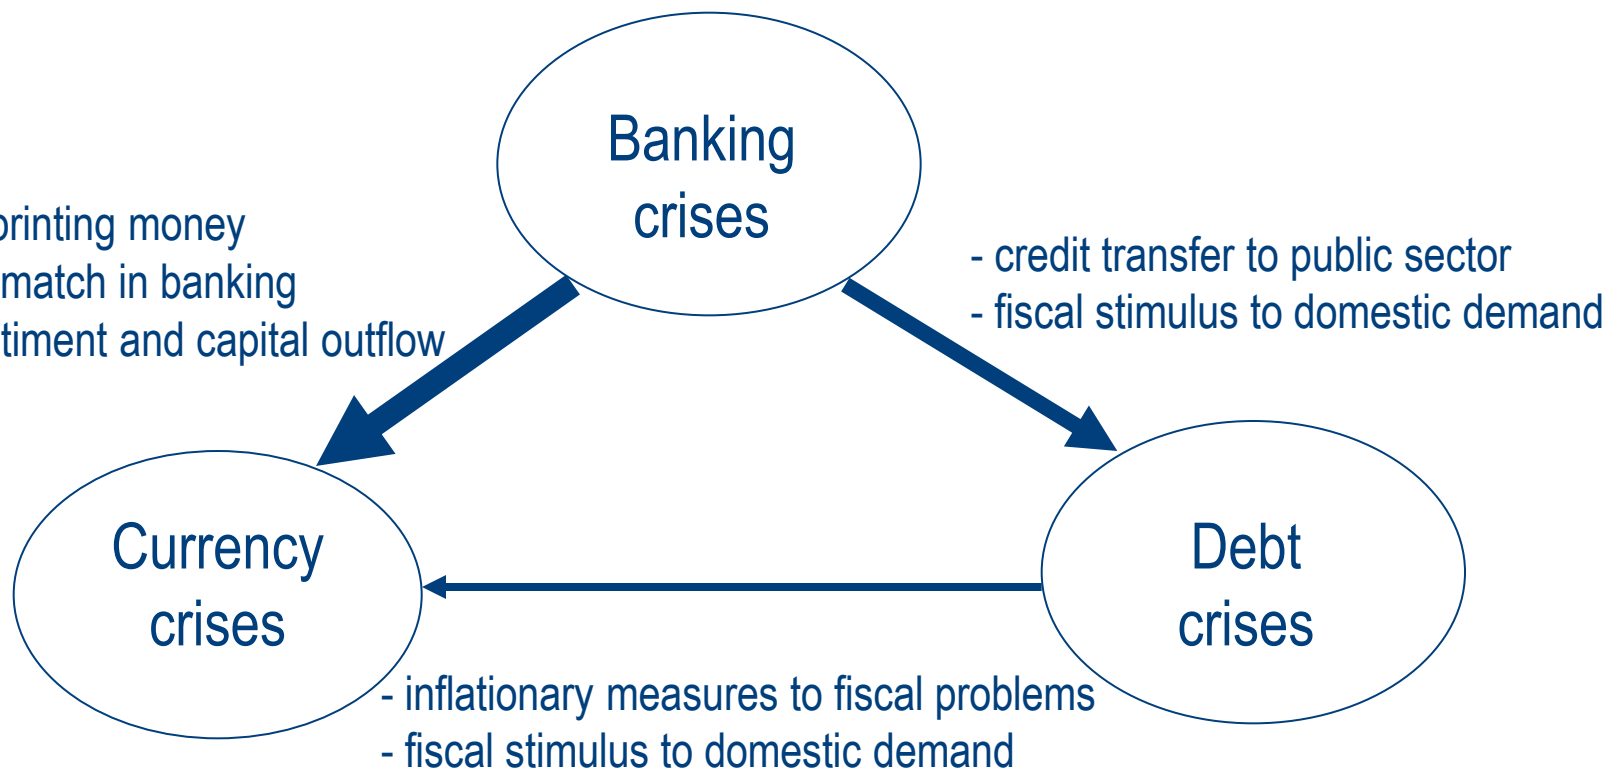 Banking
crises
printing money
match in banking
timent and capital outflow
- credit transfer to public sector
- fiscal stimulus to domestic demand
Currency
crises
Debt
crises
- inflationary measures to fiscal problems
- fiscal stimulus to domestic demand